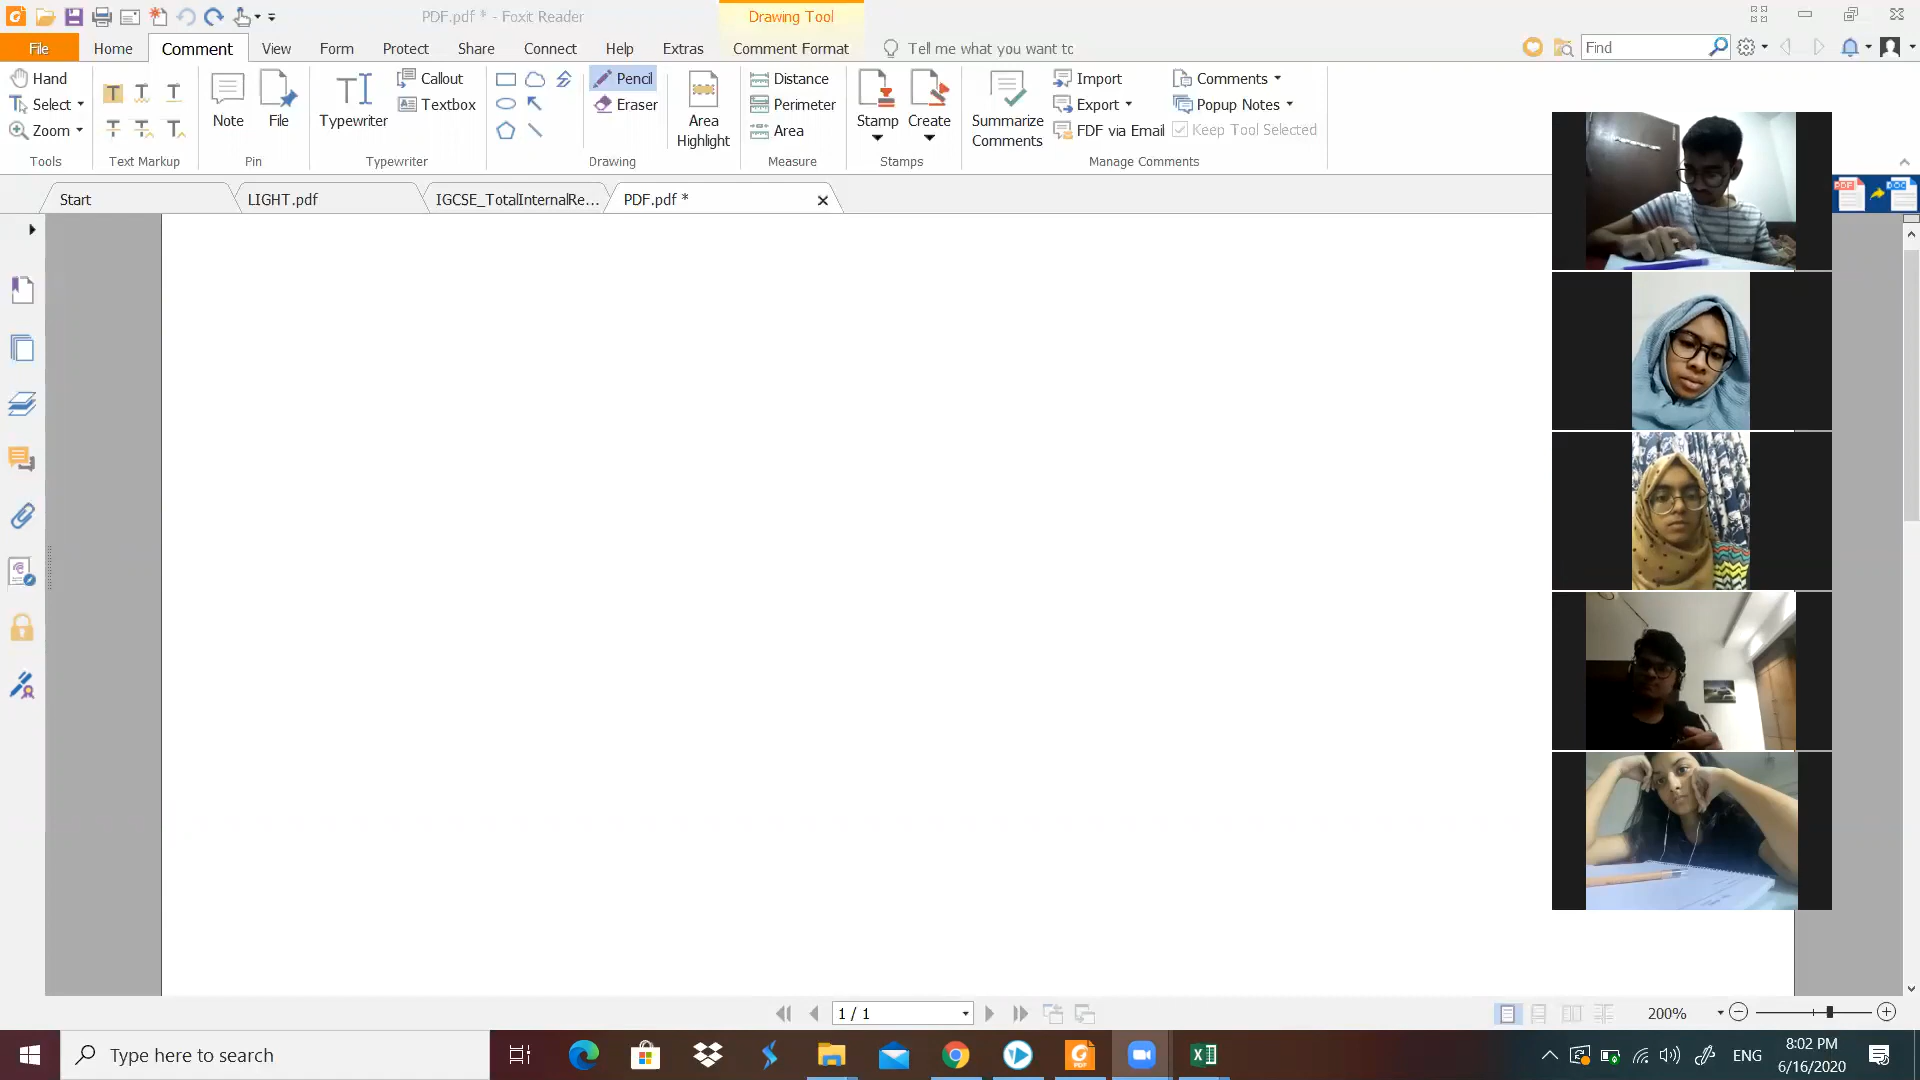 PDF.pdf * - Foxit Reader
Drawing Tool
File
Home
Comment
View
Form
Protect
Share
Connect
Help
Extras
Comment Format
Tell me what you want to
Find
Hand
Select
Zoom
Tools
Text Markup
Note
File
Pin
Typewriter
Callout
Textbox
Typewriter
Pencil
Eraser
Drawing
Area
Highlight
Distance
Perimeter
Area
Measure
Stamp
Create
Stamps
Summarize
Comments
Import
Export
FDF via Email
Comments
Popup Notes
Keep Tool Selected
Manage Comments
Start
LIGHT.pdf
IGCSE_TotalInternalRe...
PDF.pdf *
PDF
DOC
1 / 1
200%
Type here to search
ENG
8:02 PM
6/16/2020